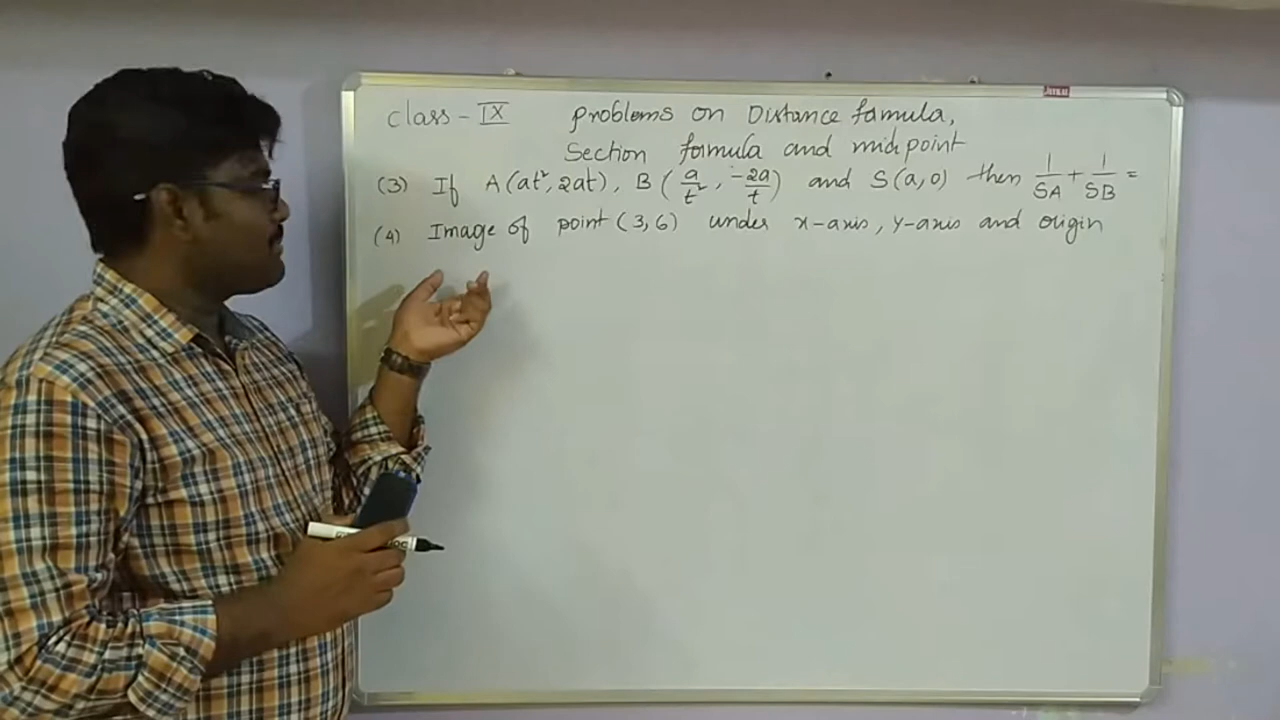 class - IX problems on Distance formula,
Section formula and midpoint
(3) If A(at², 2at), B(a/t², -2a/t) and S(a,0) then 1/SA + 1/SB =
(4) Image of point (3,6) under x-axis, y-axis and origin